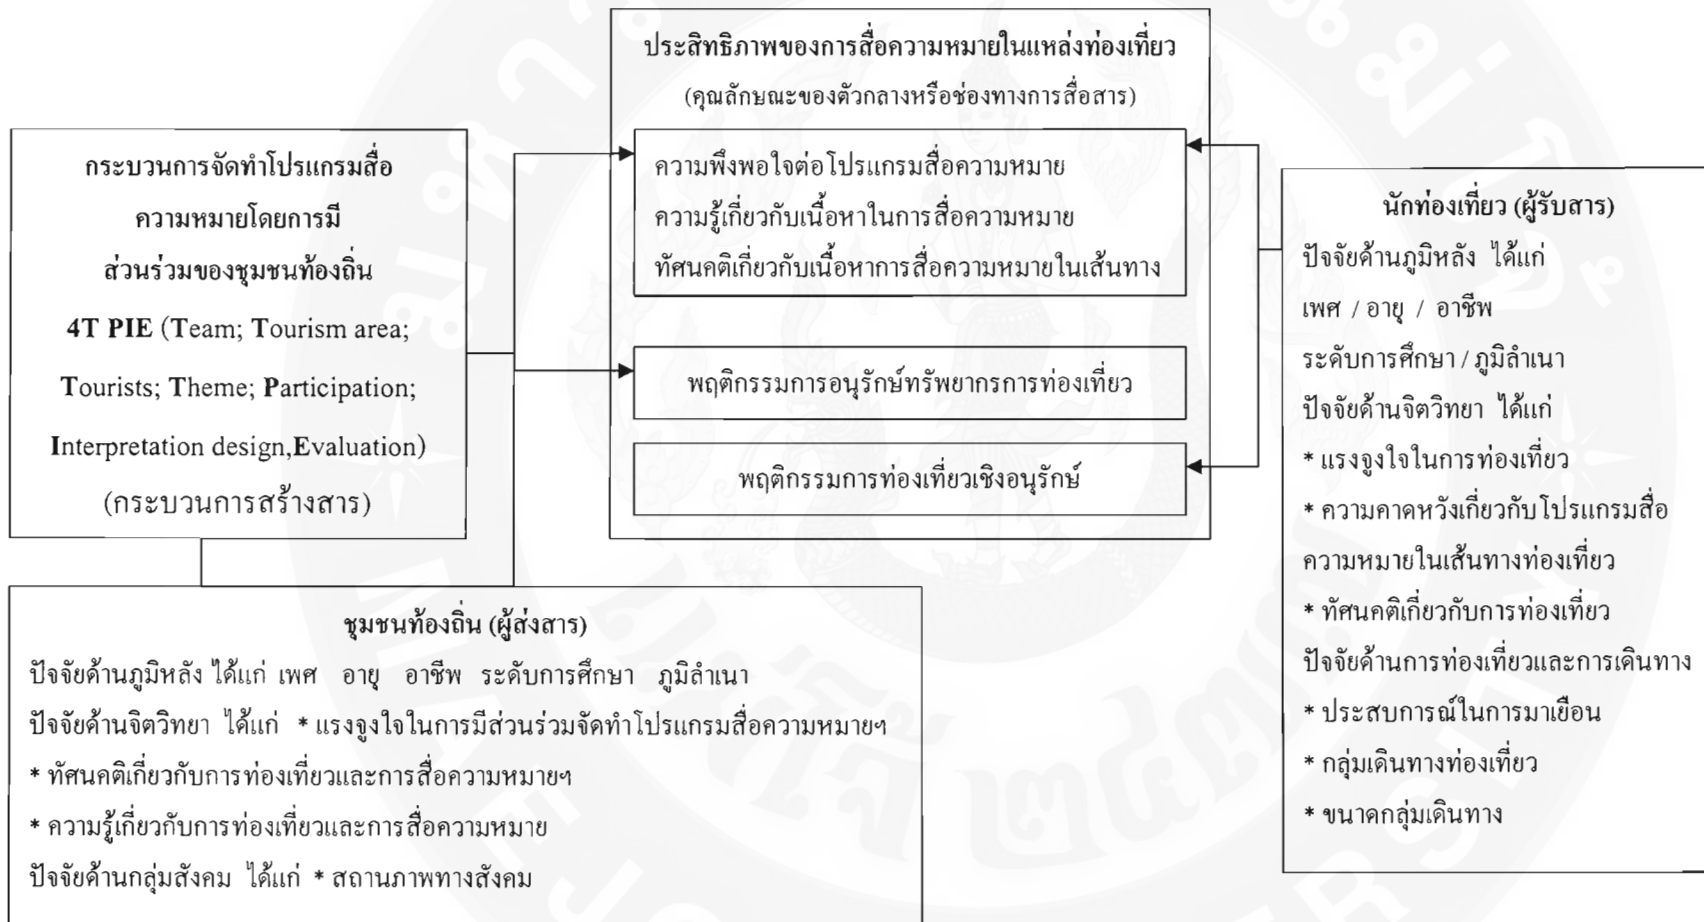 ประสิทธิภาพของการสื่อความหมายในแหล่งท่องเที่ยว
(คุณลักษณะของตัวกลางหรือช่องทางการสื่อสาร)
ความพึงพอใจต่อโปรแกรมสื่อความหมาย
ความรู้เกี่ยวกับเนื้อหาในการสื่อความหมาย
ทัศนคติเกี่ยวกับเนื้อหาการสื่อความหมายในเส้นทาง
พฤติกรรมการอนุรักษ์ทรัพยากรการท่องเที่ยว
พฤติกรรมการท่องเที่ยวเชิงอนุรักษ์
กระบวนการจัดทำโปรแกรมสื่อ
ความหมายโดยการมี
ส่วนร่วมของชุมชนท้องถิ่น
4T PIE (Team; Tourism area;
Tourists; Theme; Participation;
Interpretation design,Evaluation)
(กระบวนการสร้างสาร)
นักท่องเที่ยว (ผู้รับสาร)
ปัจจัยด้านภูมิหลัง ได้แก่
เพศ / อายุ / อาชีพ
ระดับการศึกษา / ภูมิลำเนา
ปัจจัยด้านจิตวิทยา ได้แก่
* แรงจูงใจในการท่องเที่ยว
* ความคาดหวังเกี่ยวกับโปรแกรมสื่อ
ความหมายในเส้นทางท่องเที่ยว
* ทัศนคติเกี่ยวกับการท่องเที่ยว
ปัจจัยด้านการท่องเที่ยวและการเดินทาง
* ประสบการณ์ในการมาเยือน
* กลุ่มเดินทางท่องเที่ยว
* ขนาดกลุ่มเดินทาง
ชุมชนท้องถิ่น (ผู้ส่งสาร)
ปัจจัยด้านภูมิหลัง ได้แก่ เพศ อายุ อาชีพ ระดับการศึกษา ภูมิลำเนา
ปัจจัยด้านจิตวิทยา ได้แก่ * แรงจูงใจในการมีส่วนร่วมจัดทำโปรแกรมสื่อความหมายฯ
* ทัศนคติเกี่ยวกับการท่องเที่ยวและการสื่อความหมายฯ
* ความรู้เกี่ยวกับการท่องเที่ยวและการสื่อความหมาย
ปัจจัยด้านกลุ่มสังคม ได้แก่ * สถานภาพทางสังคม